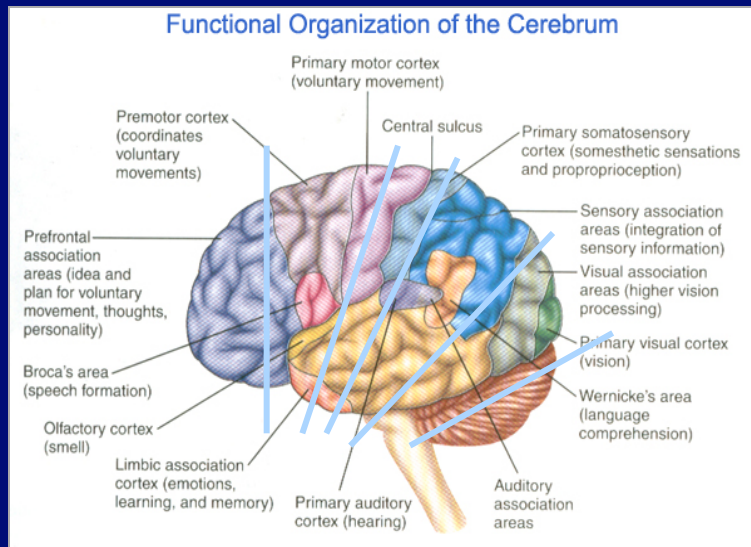 Functional Organization of the Cerebrum
Primary motor cortex
(voluntary movement)
Premotor cortex
(coordinates
voluntary
movements)
Central sulcus
Primary somatosensory
cortex (somesthetic sensations
and proproprioception)
Prefrontal
association
areas (idea and
plan for voluntary
movement, thoughts,
personality)
Sensory association
areas (integration of
sensory information)
Visual association
areas (higher vision
processing)
Primary visual cortex
(vision)
Broca's area
(speech formation)
Wernicke's area
(language
comprehension)
Olfactory cortex
(smell)
Limbic association
cortex (emotions,
learning, and memory)
Primary auditory
cortex (hearing)
Auditory
association
areas